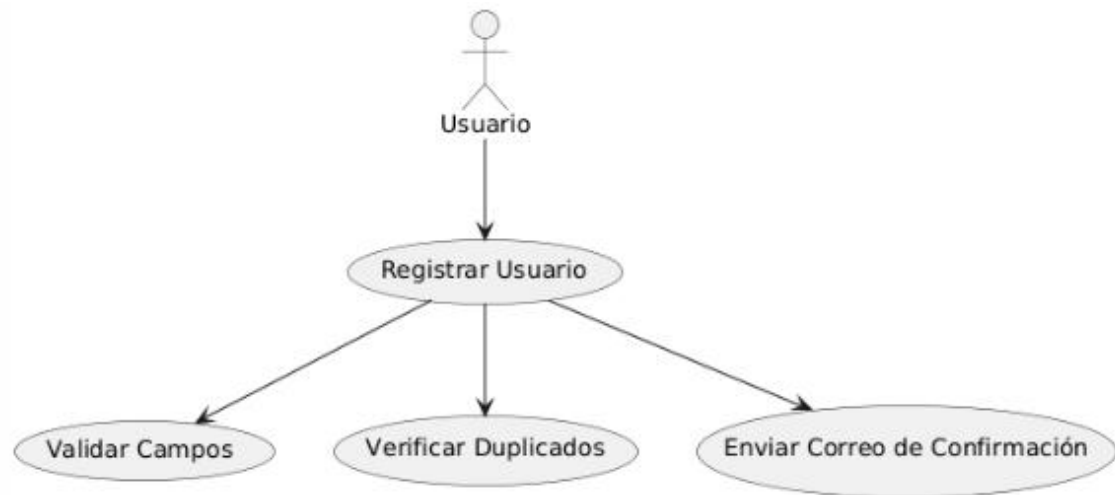 Usuario
Registrar Usuario
Validar Campos
Verificar Duplicados
Enviar Correo de Confirmación